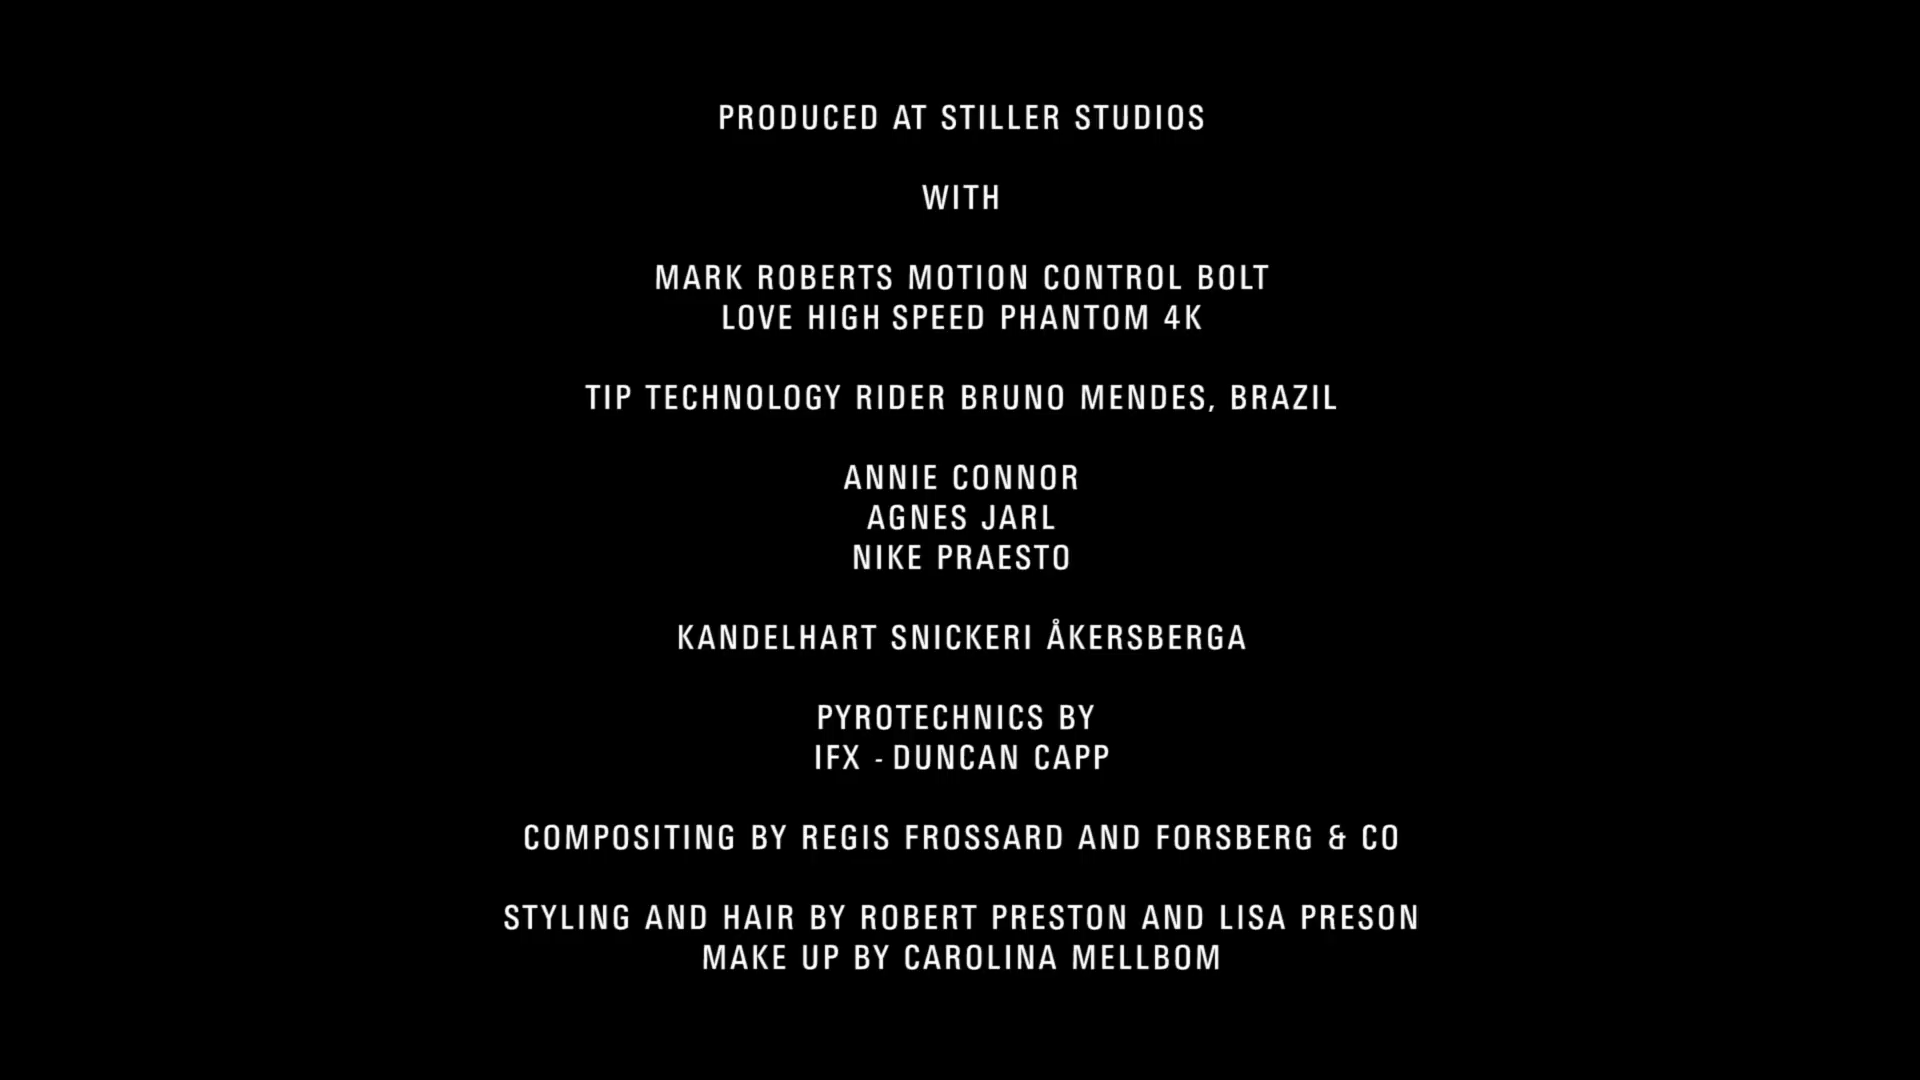 PRODUCED AT STILLER STUDIOS
WITH
MARK ROBERTS MOTION CONTROL BOLT
LOVE HIGH SPEED PHANTOM 4K
TIP TECHNOLOGY RIDER BRUNO MENDES, BRAZIL
ANNIE CONNOR
AGNES JARL
NIKE PRAESTO
KANDELHART SNICKERI ÅKERSBERGA
PYROTECHNICS BY
IFX - DUNCAN CAPP
COMPOSITING BY REGIS FROSSARD AND FORSBERG & CO
STYLING AND HAIR BY ROBERT PRESTON AND LISA PRESON
MAKE UP BY CAROLINA MELLBOM